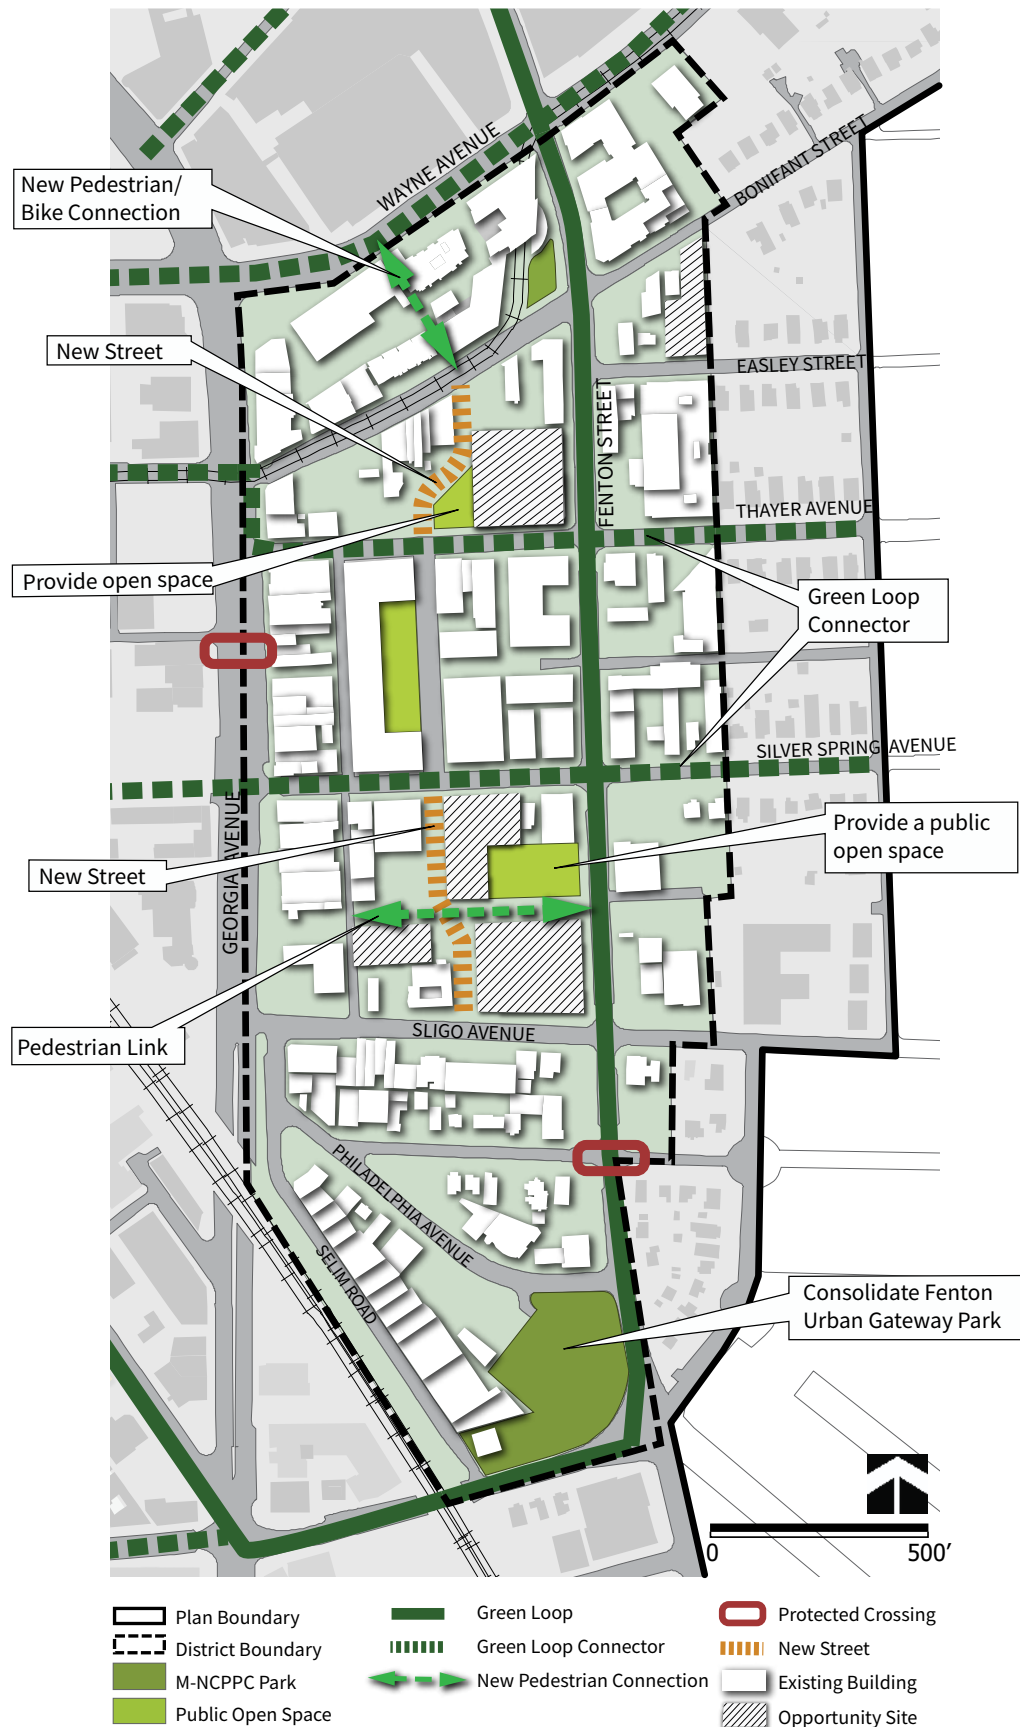 WAYNE AVENUE
New Pedestrian/
Bike Connection
BONIFANT STREET
New Street
EASLEY STREET
FENTON STREET
THAYER AVENUE
Provide open space
Green Loop
Connector
SILVER SPRING AVENUE
GEORGIA AVENUE
Provide a public
open space
New Street
SLIGO AVENUE
Pedestrian Link
PHILADELPHIA AVENUE
SELIM ROAD
Consolidate Fenton
Urban Gateway Park
0 500'
Plan Boundary
District Boundary
M-NCPPC Park
Public Open Space
Green Loop
Green Loop Connector
New Pedestrian Connection
Protected Crossing
New Street
Existing Building
Opportunity Site